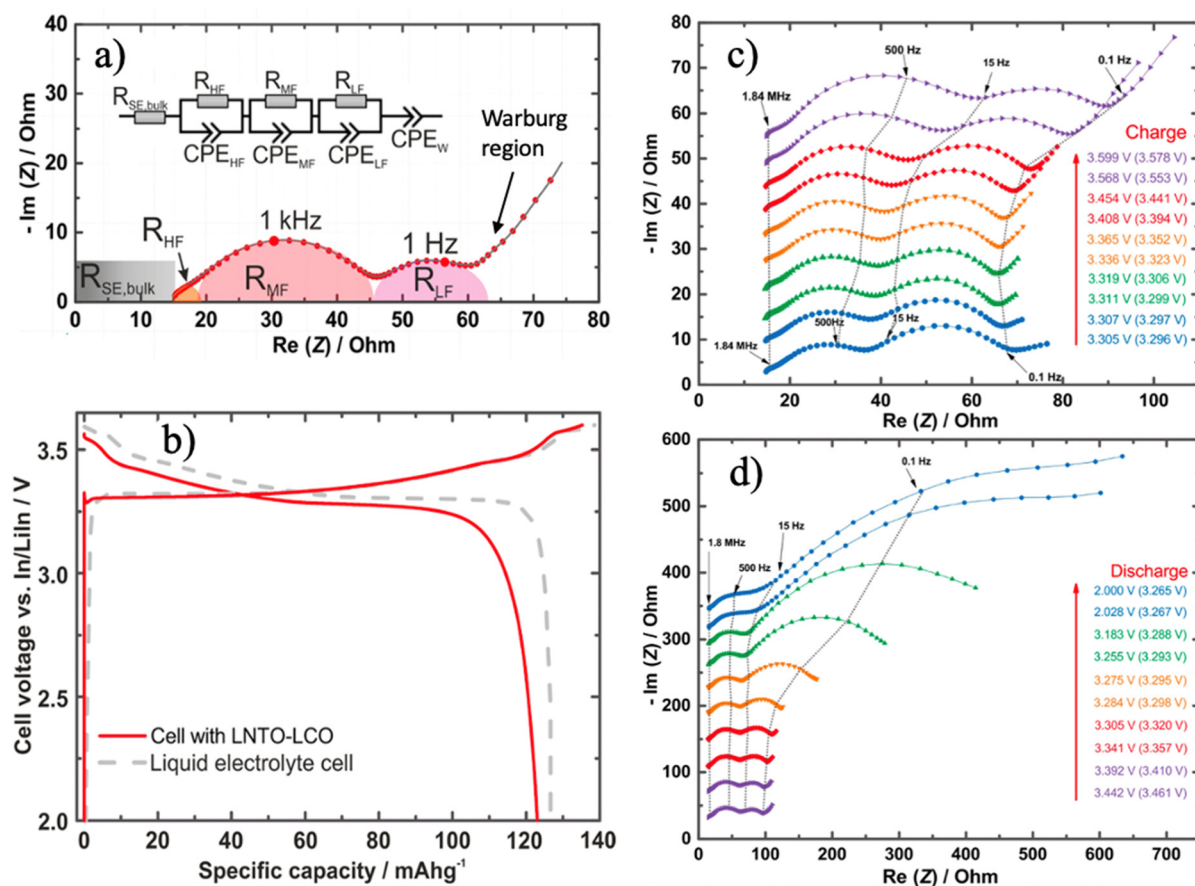 a)
- Im (Z) / Ohm
40
30
20
10
0
R_SE,bulk
R_HF
R_MF
R_LF
CPE_HF
CPE_MF
CPE_LF
CPE_W
Warburg
region
R_HF
1 kHz
1 Hz
R_SE,bulk
R_MF
R_LF
0 10 20 30 40 50 60 70 80
Re (Z) / Ohm
b)
Cell voltage vs. In/LiIn / V
3.5
3.0
2.5
2.0
Cell with LNTO-LCO
Liquid electrolyte cell
0 20 40 60 80 100 120 140
Specific capacity / mAhg⁻¹
c)
- Im (Z) / Ohm
80
70
60
50
40
30
20
10
0
500 Hz
15 Hz
0.1 Hz
1.84 MHz
Charge
3.599 V (3.578 V)
3.568 V (3.553 V)
3.454 V (3.441 V)
3.408 V (3.394 V)
3.365 V (3.352 V)
3.336 V (3.323 V)
3.319 V (3.306 V)
3.311 V (3.299 V)
3.307 V (3.297 V)
3.305 V (3.296 V)
500Hz
15 Hz
1.84 MHz
0.1 Hz
0 20 40 60 80 100
Re (Z) / Ohm
d)
- Im (Z) / Ohm
600
500
400
300
200
100
0
0.1 Hz
15 Hz
1.8 MHz
500 Hz
Discharge
2.000 V (3.265 V)
2.028 V (3.267 V)
3.183 V (3.288 V)
3.255 V (3.293 V)
3.275 V (3.295 V)
3.284 V (3.298 V)
3.305 V (3.320 V)
3.341 V (3.357 V)
3.392 V (3.410 V)
3.442 V (3.461 V)
0 100 200 300 400 500 600 700
Re (Z) / Ohm